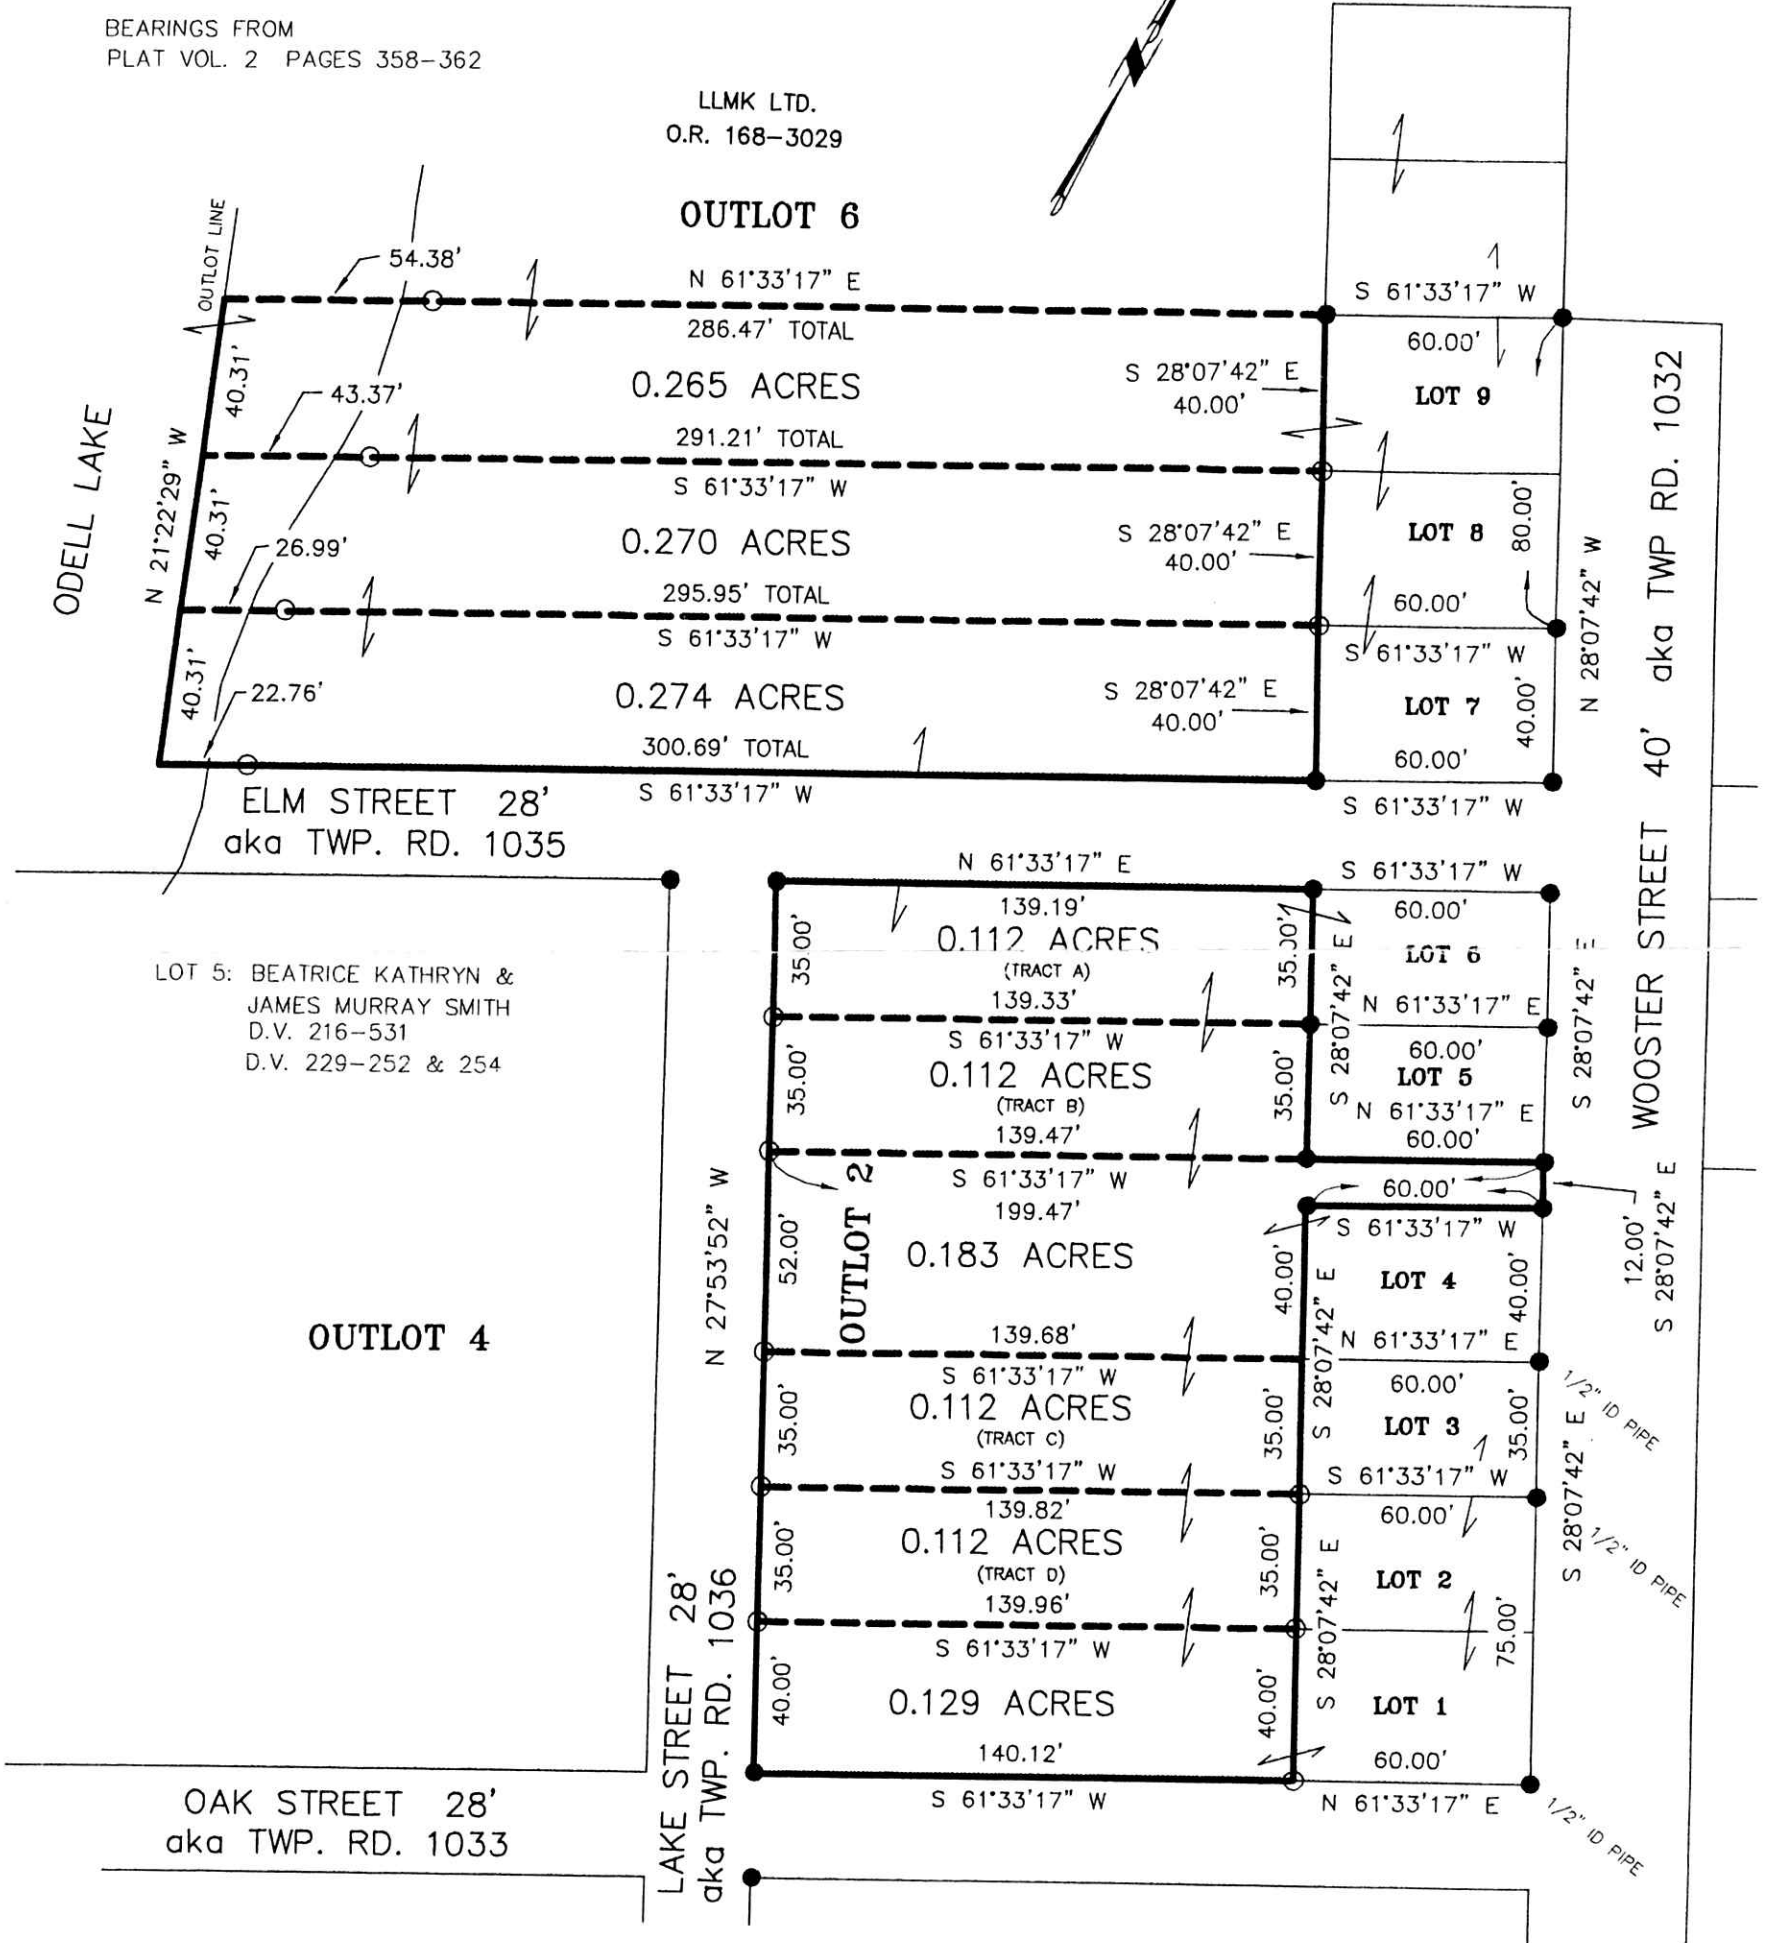 BEARINGS FROM
PLAT VOL. 2 PAGES 358-362
LLMK LTD.
O.R. 168-3029
OUTLOT 6
OUTLOT LINE
54.38'
N 61°33'17" E
286.47' TOTAL
S 61°33'17" W
60.00'
40.31'
43.37'
0.265 ACRES
S 28°07'42" E
40.00'
LOT 9
291.21' TOTAL
S 61°33'17" W
ODELL LAKE
N 21°22'29" W
40.31'
26.99'
0.270 ACRES
S 28°07'42" E
40.00'
LOT 8
80.00'
60.00'
S 61°33'17" W
295.95' TOTAL
S 61°33'17" W
N 28°07'42" W
40.31'
22.76'
0.274 ACRES
S 28°07'42" E
40.00'
LOT 7
40.00'
60.00'
S 61°33'17" W
300.69' TOTAL
S 61°33'17" W
ELM STREET 28'
aka TWP. RD. 1035
WOOSTER STREET 40' aka TWP RD. 1032
N 61°33'17" E
S 61°33'17" W
139.19'
60.00'
35.00'
0.112 ACRES
(TRACT A)
35.00'
S 28°07'42" E
LOT 6
S 28°07'42" E
139.33'
N 61°33'17" E
S 61°33'17" W
60.00'
LOT 5: BEATRICE KATHRYN &
JAMES MURRAY SMITH
D.V. 216-531
D.V. 229-252 & 254
35.00'
0.112 ACRES
(TRACT B)
35.00'
LOT 5
N 61°33'17" E
60.00'
139.47'
S 61°33'17" W
199.47'
60.00'
S 61°33'17" W
12.00'
S 28°07'42" E
N 27°53'52" W
52.00'
OUTLOT 2
0.183 ACRES
40.00'
S 28°07'42" E
LOT 4
40.00'
OUTLOT 4
139.68'
N 61°33'17" E
S 61°33'17" W
60.00'
1/2" ID PIPE
35.00'
0.112 ACRES
(TRACT C)
35.00'
LOT 3
35.00'
S 28°07'42" E
S 61°33'17" W
S 61°33'17" W
139.82'
60.00'
1/2" ID PIPE
35.00'
0.112 ACRES
(TRACT D)
35.00'
S 28°07'42" E
LOT 2
75.00'
139.96'
S 61°33'17" W
40.00'
0.129 ACRES
40.00'
LOT 1
140.12'
60.00'
S 61°33'17" W
N 61°33'17" E
1/2" ID PIPE
OAK STREET 28'
aka TWP. RD. 1033
LAKE STREET 28'
aka TWP. RD. 1036